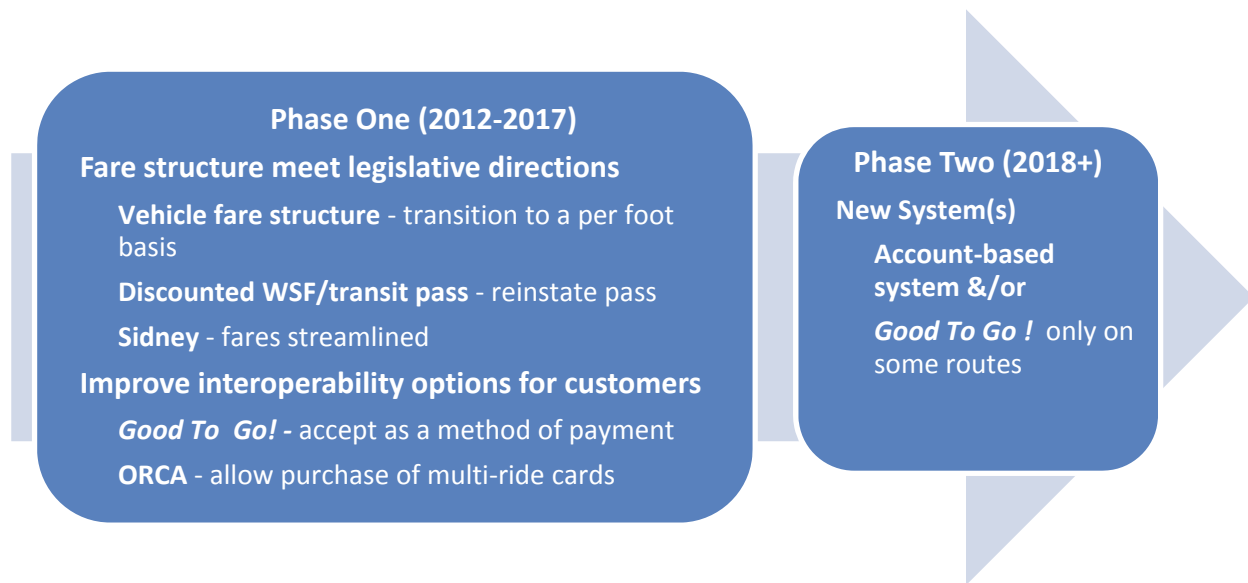 Phase One (2012-2017)
Fare structure meet legislative directions
Vehicle fare structure - transition to a per foot
basis
Discounted WSF/transit pass - reinstate pass
Sidney - fares streamlined
Improve interoperability options for customers
Good To Go! - accept as a method of payment
ORCA - allow purchase of multi-ride cards
Phase Two (2018+)
New System(s)
Account-based
system &/or
Good To Go ! only on
some routes